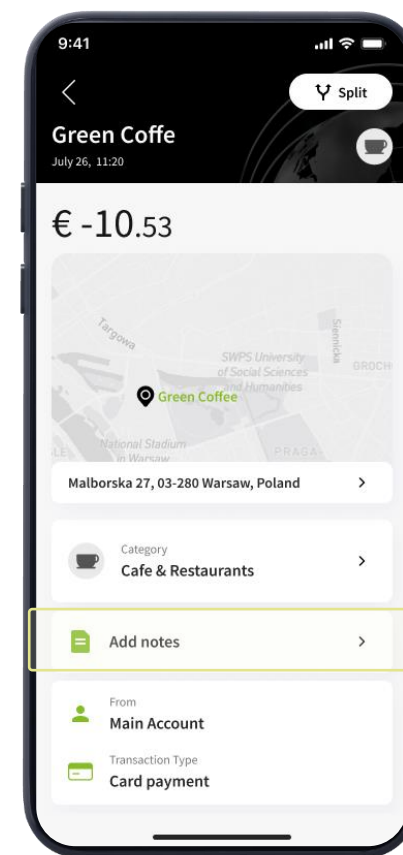 9:41
Split
Green Coffe
July 26, 11:20
€ -10.53
Targowa
Siennicka
SWPS University
of Social Sciences
and Humanities
GROCH
Green Coffee
National Stadium
in Warsaw
PRAGA
Malborska 27, 03-280 Warsaw, Poland
Category
Cafe & Restaurants
Add notes
From
Main Account
Transaction Type
Card payment